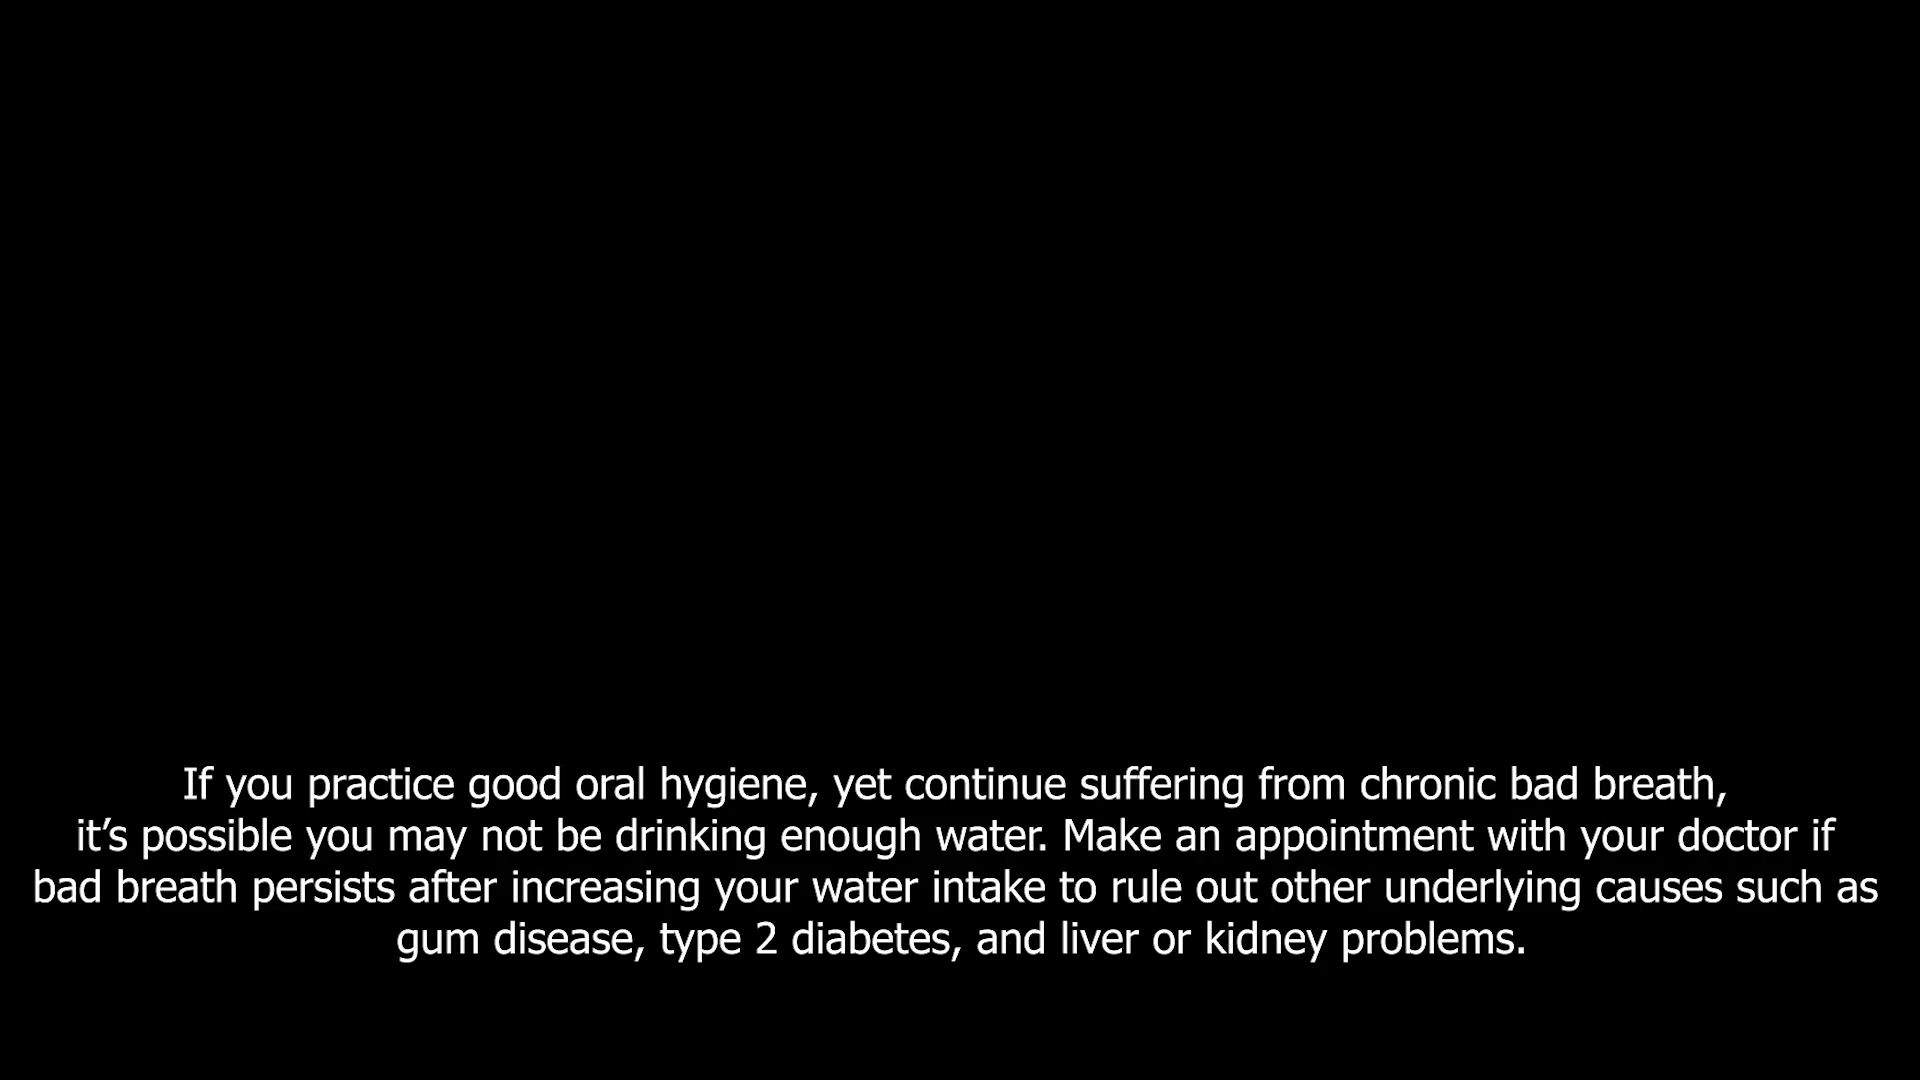 If you practice good oral hygiene, yet continue suffering from chronic bad breath,
it’s possible you may not be drinking enough water. Make an appointment with your doctor if
bad breath persists after increasing your water intake to rule out other underlying causes such as
gum disease, type 2 diabetes, and liver or kidney problems.